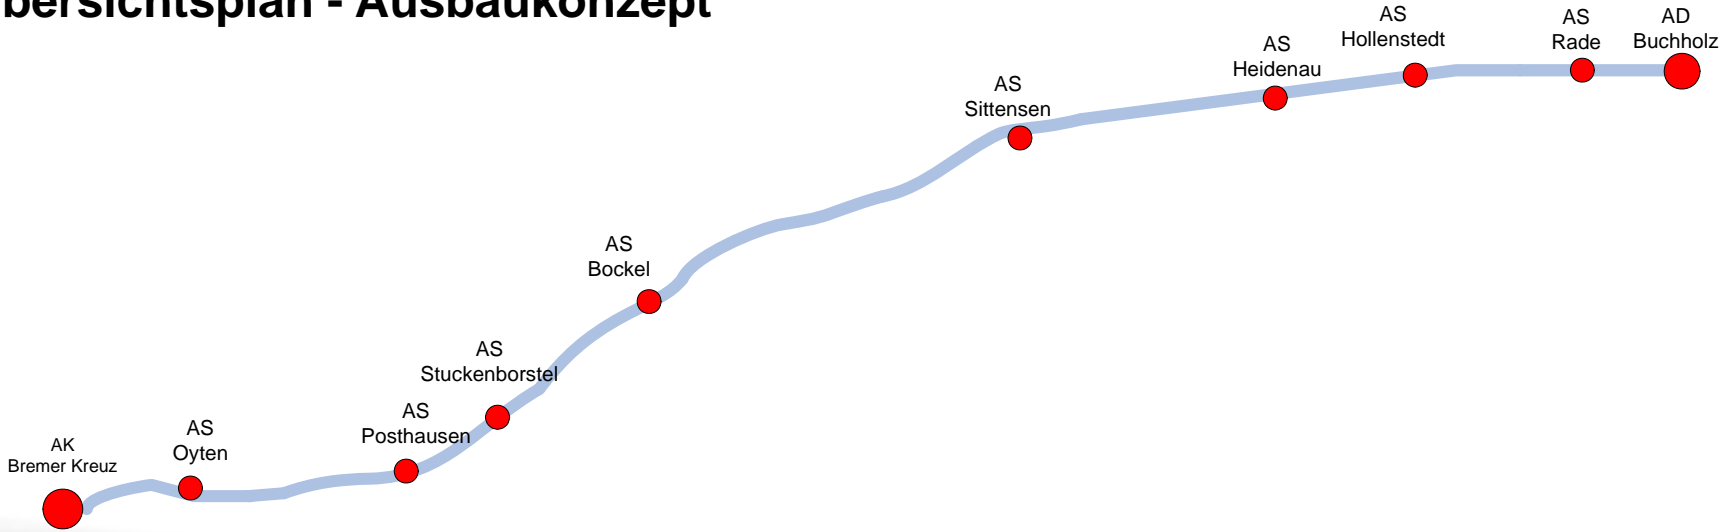 bersichtsplan - Ausbaukonzept
AS
Hollenstedt
AS
Rade
AD
Buchholz
AS
Heidenau
AS
Sittensen
AS
Bockel
AS
Stuckenborstel
AS
Posthausen
AS
Oyten
AK
Bremer Kreuz